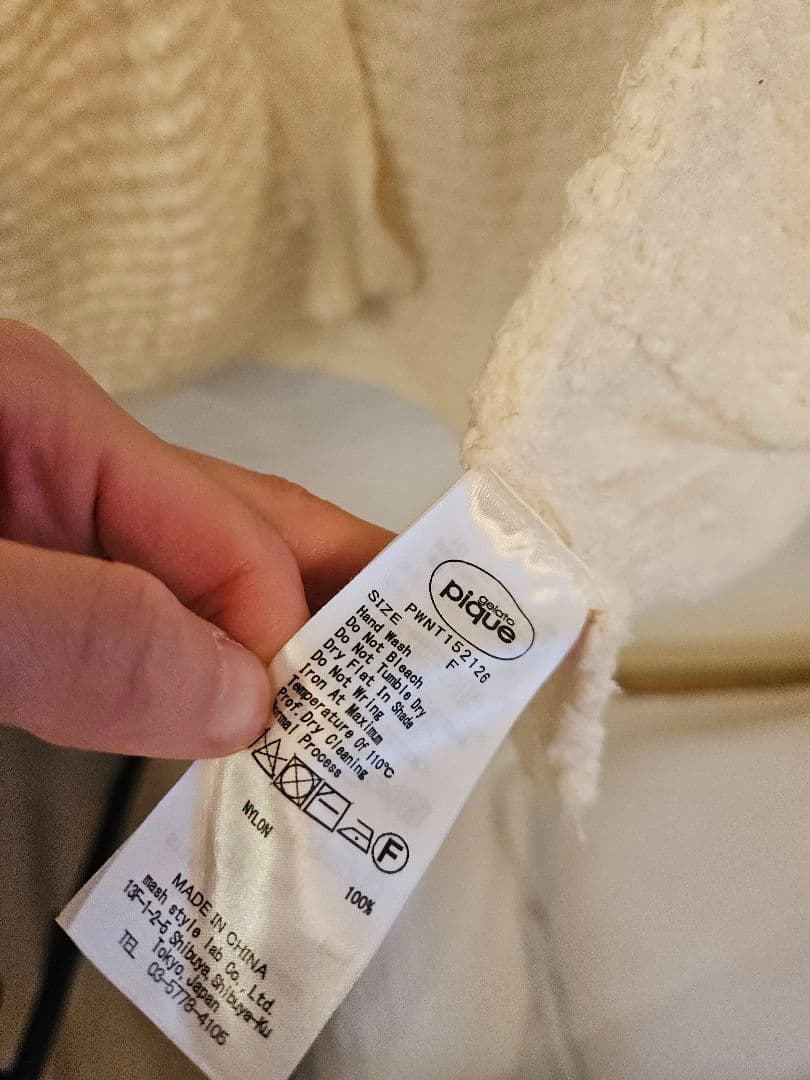 gelato
pique
PWNT152126
SIZE F
Hand Wash
Do Not Bleach
Do Not Tumble Dry
Dry Flat In Shade
Do Not Wring
Iron At Maximum
Temperature Of 110℃
Prof. Dry Cleaning
Process
F
NYLON 100%
MADE IN CHINA
mash style lab Co., Ltd.
13F-1-2-5 Shibuya, Shibuya-Ku
Tokyo, Japan
TEL 03-5778-4105